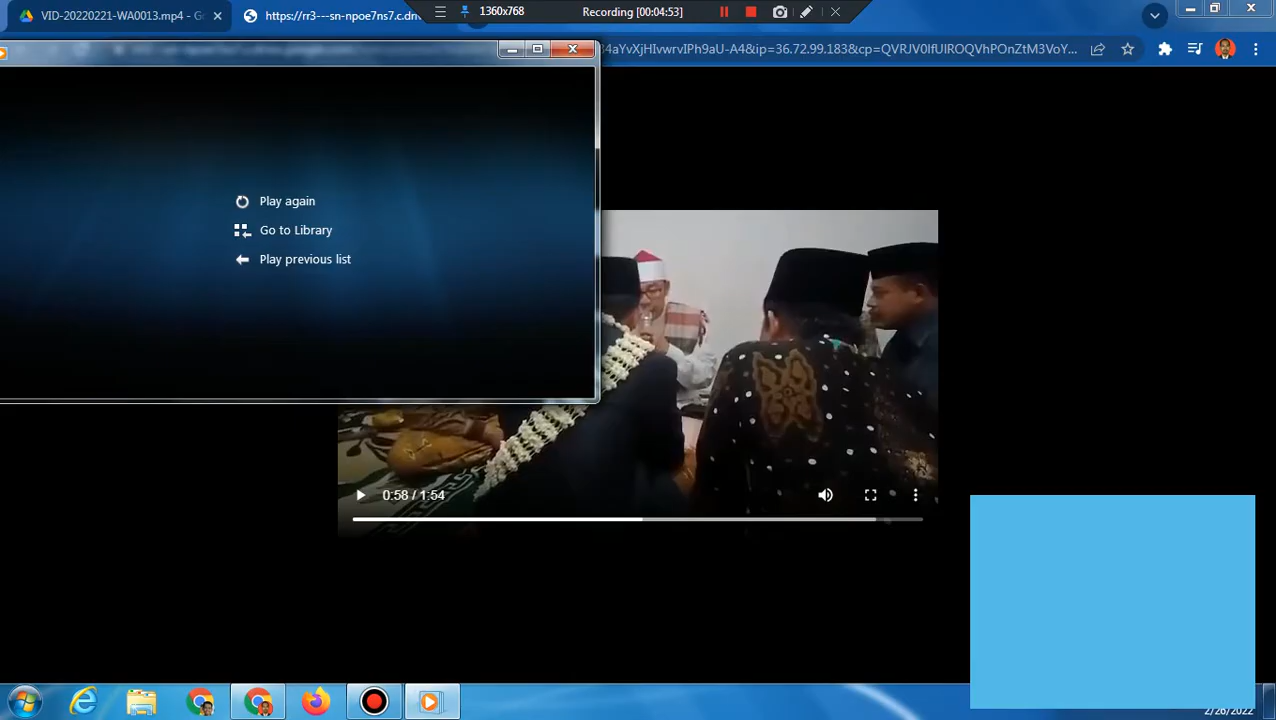 VID-20220221-WA0013.mp4 - G
https://rr3---sn-npoe7ns7.c.drv
1360x768
Recording [00:04:53]
34aYvXjHIvwrvIPh9aU-A4&ip=36.72.99.183&cp=QVRJV0lfUlROQVhPOnZtM3VoY...
Play again
Go to Library
Play previous list
0:58 / 1:54
2/26/2022